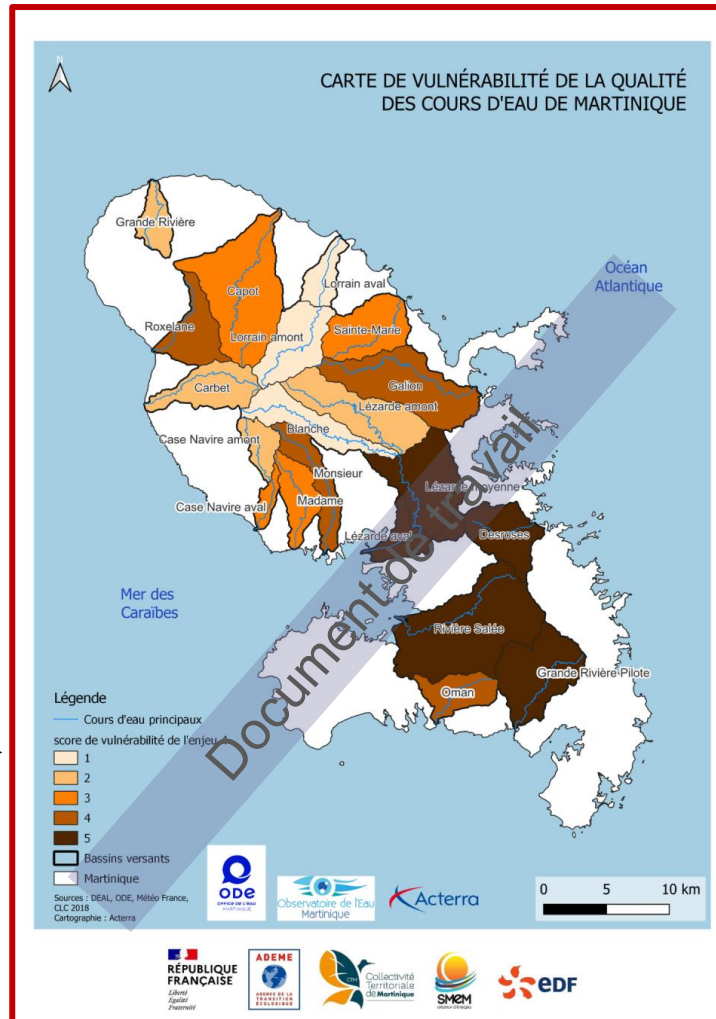 N
CARTE DE VULNÉRABILITÉ DE LA QUALITÉ
DES COURS D'EAU DE MARTINIQUE
Grande Rivière
Océan
Atlantique
Lorrain aval
Capot
Roxelane
Lorrain amont
Sainte-Marie
Carbet
Galion
Lézarde amont
Case Navire amont
Blanche
Monsieur
Case Navire aval
Madame
Lézarde moyenne
Lézarde aval
Desroses
Mer des
Caraïbes
Rivière Salée
Grande Rivière Pilote
Oman
Document de travail
Légende
Cours d'eau principaux
score de vulnérabilité de l'enjeu
1
2
3
4
5
Bassins versants
Martinique
Sources : DEAL, ODE, Météo France,
CLC 2018
Cartographie : Acterra
ODE
OFFICE DE L'EAU
MARTINIQUE
Observatoire de l'Eau
Martinique
Acterra
0 5 10 km
RÉPUBLIQUE
FRANÇAISE
Liberté
Égalité
Fraternité
ADEME
AGENCE DE LA
TRANSITION
ÉCOLOGIQUE
CTM
Collectivité
Territoriale
de Martinique
SMEM
edF